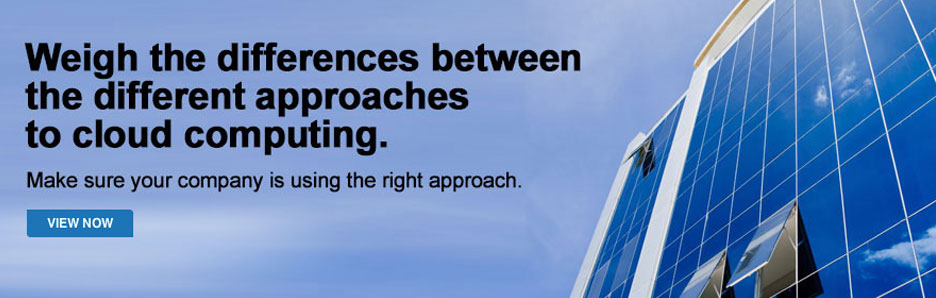 Weigh the differences between
the different approaches
to cloud computing.
Make sure your company is using the right approach.
VIEW NOW